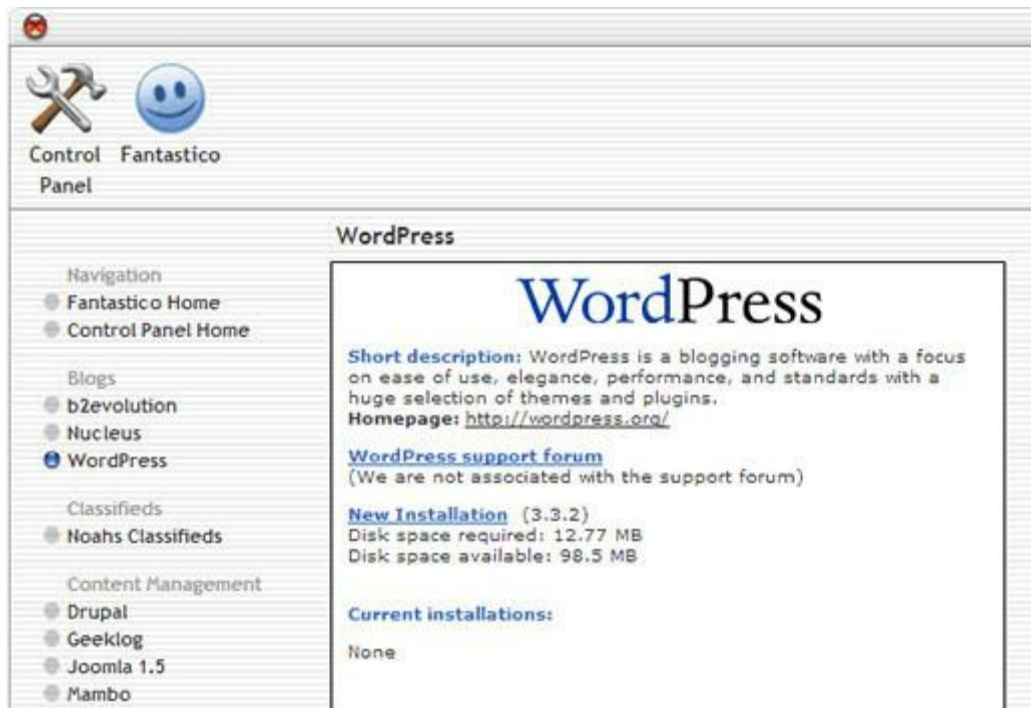 Control Panel
Fantastico
Navigation
Fantastico Home
Control Panel Home
Blogs
b2evolution
Nucleus
WordPress
Classifieds
Noahs Classifieds
Content Management
Drupal
Geeklog
Joomla 1.5
Mambo
WordPress
WordPress
Short description: WordPress is a blogging software with a focus
on ease of use, elegance, performance, and standards with a
huge selection of themes and plugins.
Homepage: http://wordpress.org/
WordPress support forum
(We are not associated with the support forum)
New Installation (3.3.2)
Disk space required: 12.77 MB
Disk space available: 98.5 MB
Current installations:
None